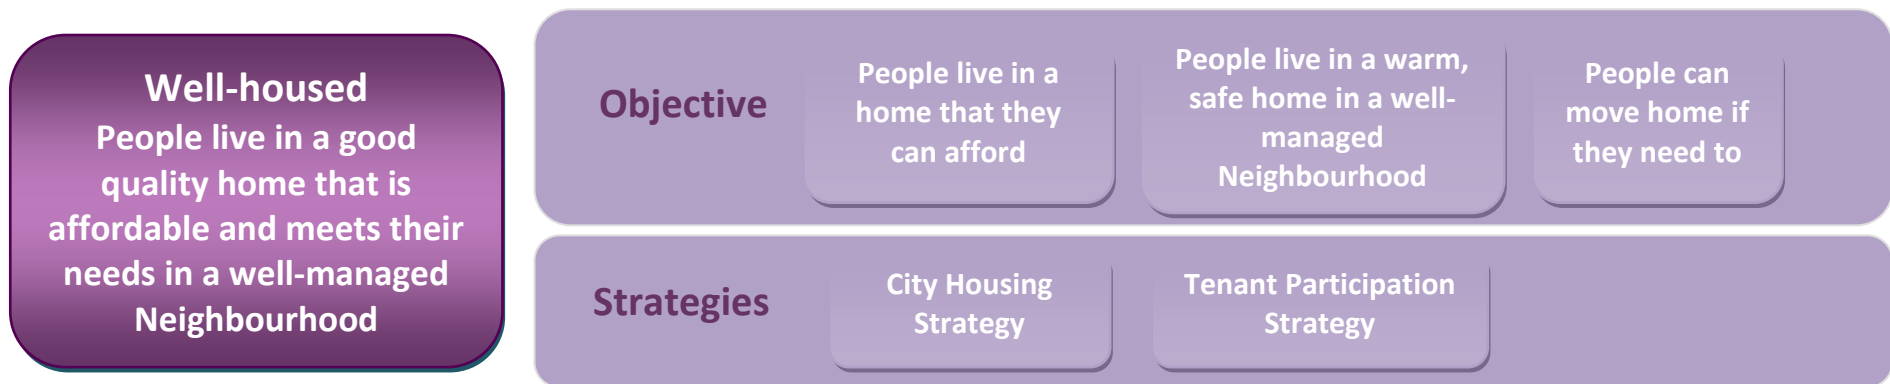 Well-housed
People live in a good
quality home that is
affordable and meets their
needs in a well-managed
Neighbourhood
Objective
People live in a
home that they
can afford
People live in a warm,
safe home in a well-
managed
Neighbourhood
People can
move home if
they need to
Strategies
City Housing
Strategy
Tenant Participation
Strategy